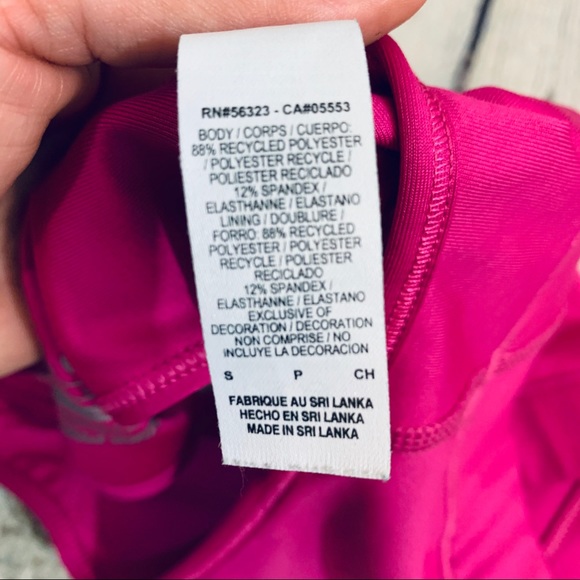 RN#56323 - CA#05553
BODY / CORPS / CUERPO:
88% RECYCLED POLYESTER
/ POLYESTER RECYCLE /
POLIESTER RECICLADO
12% SPANDEX /
ELASTHANNE / ELASTANO
LINING / DOUBLURE /
FORRO: 88% RECYCLED
POLYESTER / POLYESTER
RECYCLE / POLIESTER
RECICLADO
12% SPANDEX /
ELASTHANNE / ELASTANO
EXCLUSIVE OF
DECORATION / DECORATION
NON COMPRISE / NO
INCLUYE LA DECORACION
S P CH
FABRIQUE AU SRI LANKA
HECHO EN SRI LANKA
MADE IN SRI LANKA